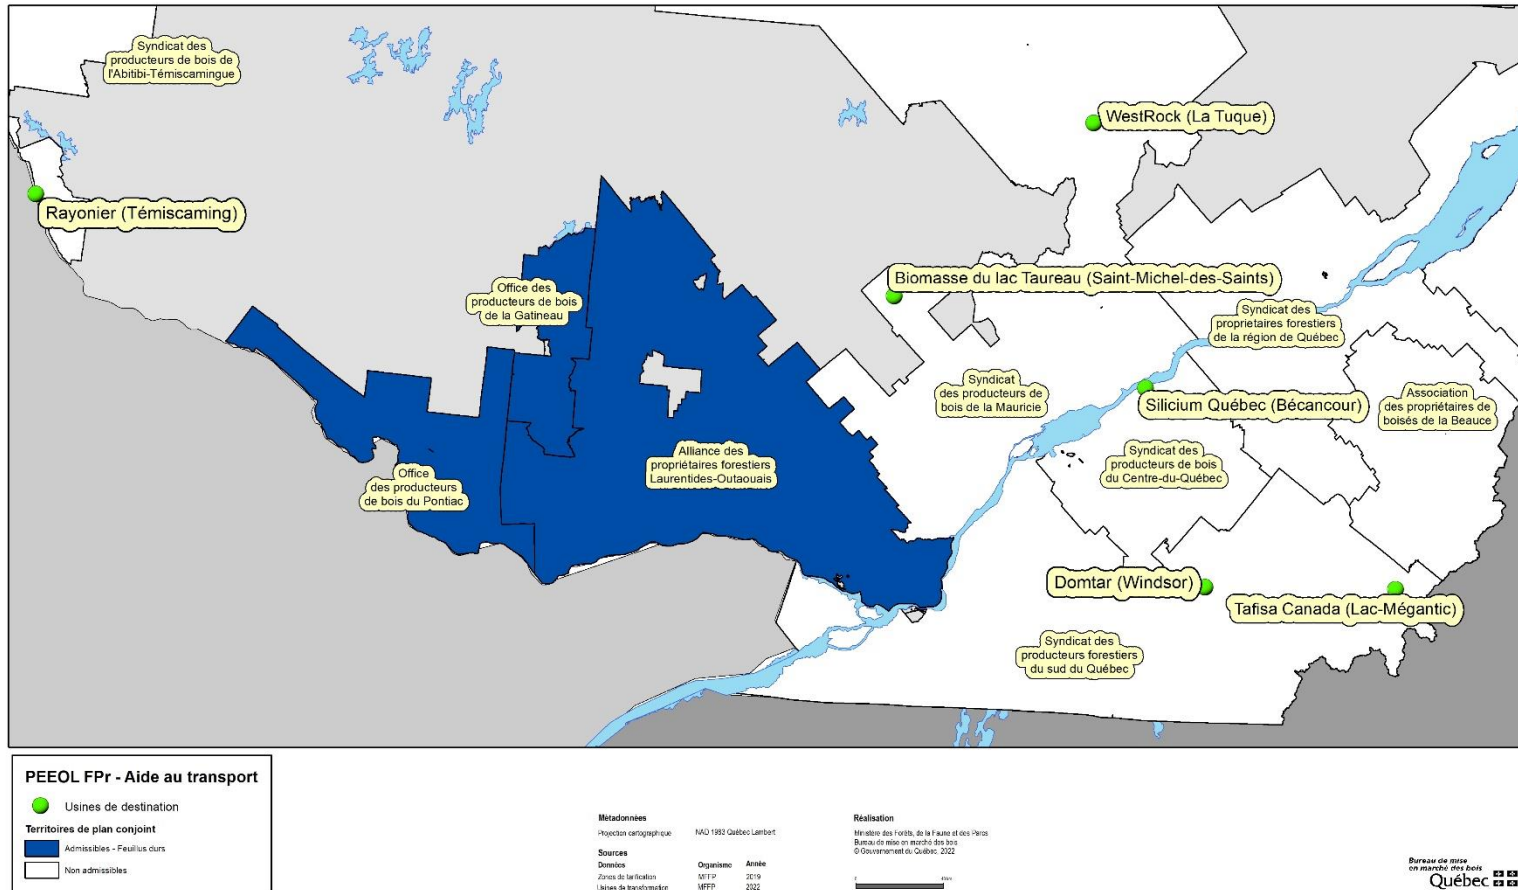 Syndicat des
producteurs de bois de
l'Abitibi-Témiscamingue
WestRock (La Tuque)
Rayonier (Témiscaming)
Biomasse du lac Taureau (Saint-Michel-des-Saints)
Office des
producteurs de bois
de la Gatineau
Syndicat des
proprietaires forestiers
de la région de Québec
Syndicat
des producteurs de
bois de la Mauricie
Silicium Québec (Bécancour)
Association
des propriétaires de
boisés de la Beauce
Alliance des
propriétaires forestiers
Laurentides-Outaouais
Office
des producteurs
de bois du Pontiac
Syndicat des
producteurs de bois
du Centre-du-Québec
Domtar (Windsor)
Tafisa Canada (Lac-Mégantic)
Syndicat des
producteurs forestiers
du sud du Québec
PEEOL FPr - Aide au transport
Usines de destination
Territoires de plan conjoint
Admissibles - Feuillus durs
Non admissibles
Métadonnées
Projection cartographique NAD 1983 Québec Lambert
Sources
Données Organisme Année
Zones de tarification MFFP 2019
Usines de transformation MFFP 2022
Réalisation
Ministère des Forêts, de la Faune et des Parcs
Bureau de mise en marché des bois
© Gouvernement du Québec, 2022
Bureau de mise
en marché des bois
Québec